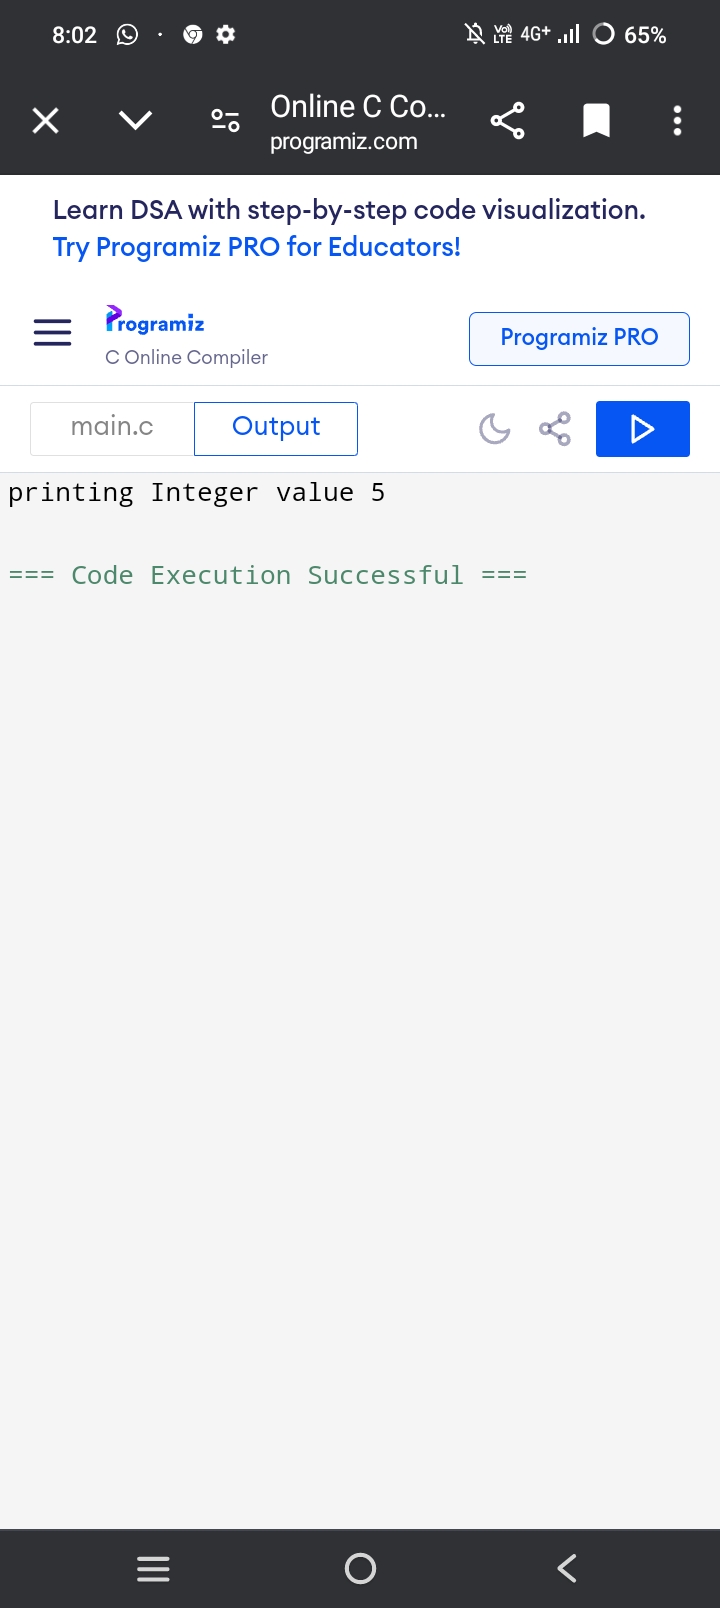 8:02
Vo) LTE 4G+ 65%
Online C Co...
programiz.com
Learn DSA with step-by-step code visualization.
Try Programiz PRO for Educators!
Programiz
C Online Compiler
Programiz PRO
main.c
Output
printing Integer value 5
=== Code Execution Successful ===